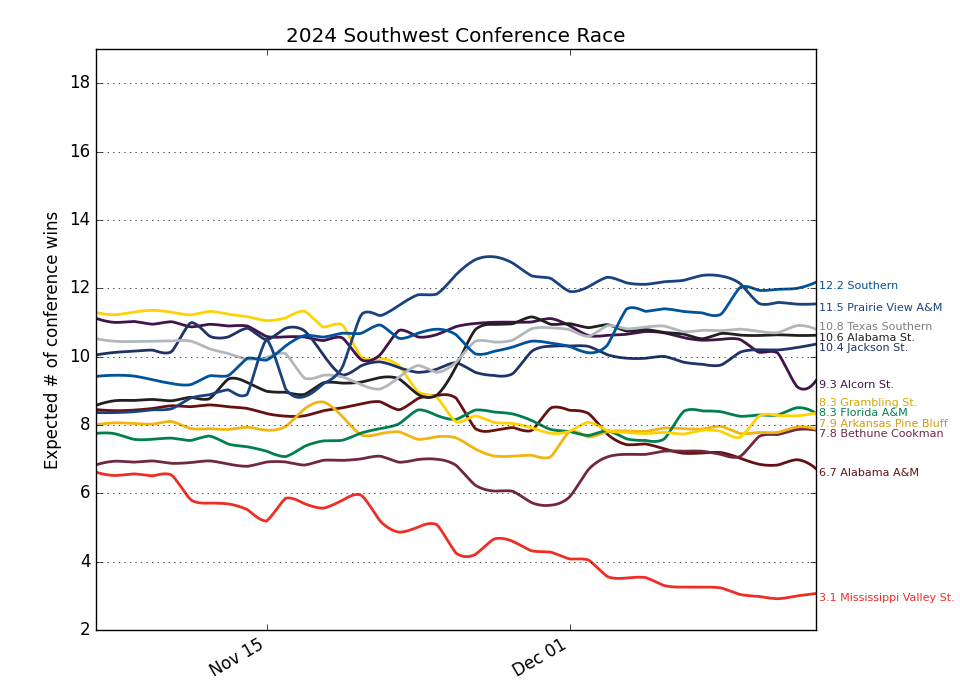 2024 Southwest Conference Race
Expected # of conference wins
18
16
14
12
10
8
6
4
2
Nov 15
Dec 01
12.2 Southern
11.5 Prairie View A&M
10.8 Texas Southern
10.6 Alabama St.
10.4 Jackson St.
9.3 Alcorn St.
8.3 Grambling St.
8.3 Florida A&M
7.9 Arkansas Pine Bluff
7.8 Bethune Cookman
6.7 Alabama A&M
3.1 Mississippi Valley St.